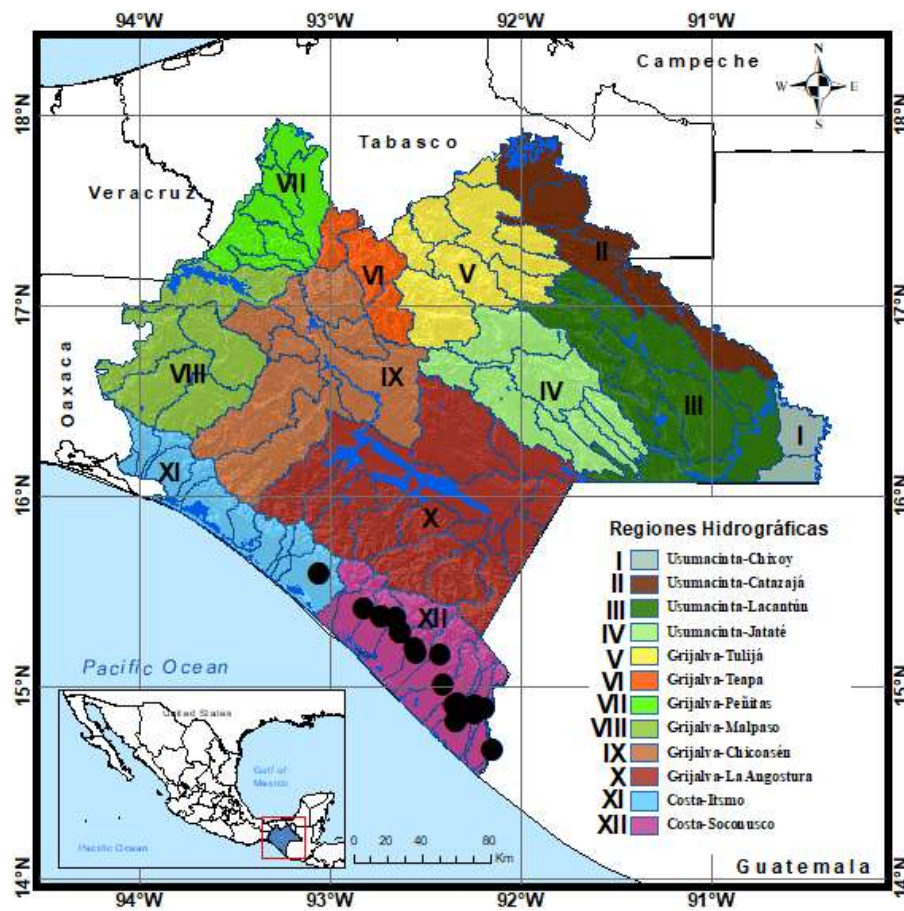 94°W 93°W 92°W 91°W
N
W E
S
Campeche
18°N 18°N
Tabasco
Veracruz
VII
II
VI
V
17°N 17°N
Oaxaca
VIII
IX
IV
III
I
XI
16°N 16°N
X
Regiones Hidrográficas
I Usumacinta-Chixoy
II Usumacinta-Catazajá
III Usumacinta-Lacantún
IV Usumacinta-Jataté
V Grijalva-Tulijá
VI Grijalva-Teapa
VII Grijalva-Peñitas
VIII Grijalva-Malpaso
IX Grijalva-Chicoasén
X Grijalva-La Angostura
XI Costa-Itsmo
XII Costa-Soconusco
XII
Pacific Ocean
15°N 15°N
United States
Gulf of
Mexico
Pacific Ocean
0 20 40 60 80
Km
Guatemala
14°N 14°N
94°W 93°W 92°W 91°W